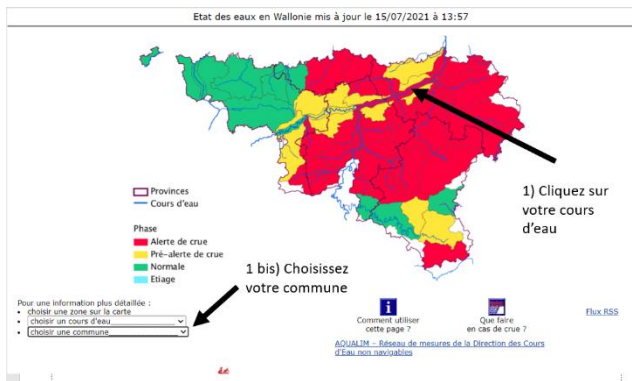 Etat des eaux en Wallonie mis à jour le 15/07/2021 à 13:57
1) Cliquez sur
votre cours
d'eau
Provinces
Cours d'eau
Phase
Alerte de crue
Pré-alerte de crue
Normale
Etiage
1 bis) Choisissez
votre commune
Pour une information plus détaillée :
• choisir une zone sur la carte
• choisir un cours d'eau
• choisir une commune
Comment utiliser
cette page ?
Que faire
en cas de crue ?
Flux RSS
AQUALIM – Réseau de mesures de la Direction des Cours
d'Eau non navigables